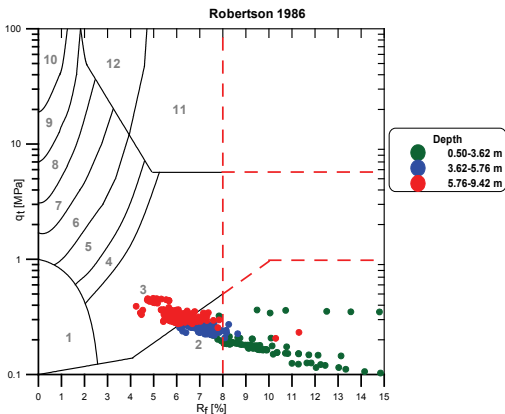 Robertson 1986
100
10
1
0.1
qt [MPa]
10
12
11
9
8
7
6
5
4
3
2
1
0 1 2 3 4 5 6 7 8 9 10 11 12 13 14 15
Rf [%]
Depth
0.50-3.62 m
3.62-5.76 m
5.76-9.42 m